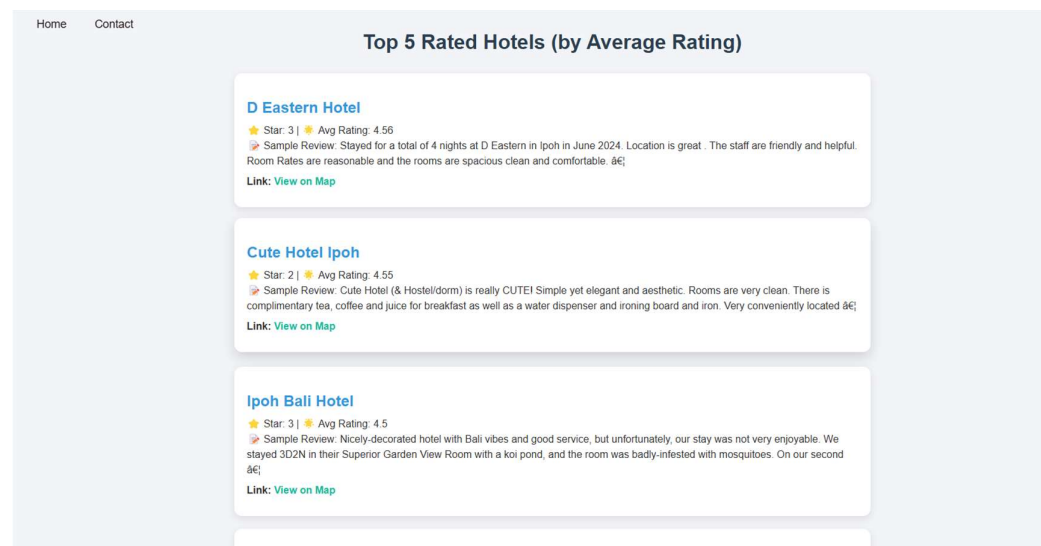 Home Contact
Top 5 Rated Hotels (by Average Rating)
D Eastern Hotel
⭐ Star: 3 | 🌟 Avg Rating: 4.56
📝 Sample Review: Stayed for a total of 4 nights at D Eastern in Ipoh in June 2024. Location is great . The staff are friendly and helpful.
Room Rates are reasonable and the rooms are spacious clean and comfortable. â€¦
Link: View on Map
Cute Hotel Ipoh
⭐ Star: 2 | 🌟 Avg Rating: 4.55
📝 Sample Review: Cute Hotel (& Hostel/dorm) is really CUTE! Simple yet elegant and aesthetic. Rooms are very clean. There is
complimentary tea, coffee and juice for breakfast as well as a water dispenser and ironing board and iron. Very conveniently located â€¦
Link: View on Map
Ipoh Bali Hotel
⭐ Star: 3 | 🌟 Avg Rating: 4.5
📝 Sample Review: Nicely-decorated hotel with Bali vibes and good service, but unfortunately, our stay was not very enjoyable. We
stayed 3D2N in their Superior Garden View Room with a koi pond, and the room was badly-infested with mosquitoes. On our second
â€¦
Link: View on Map